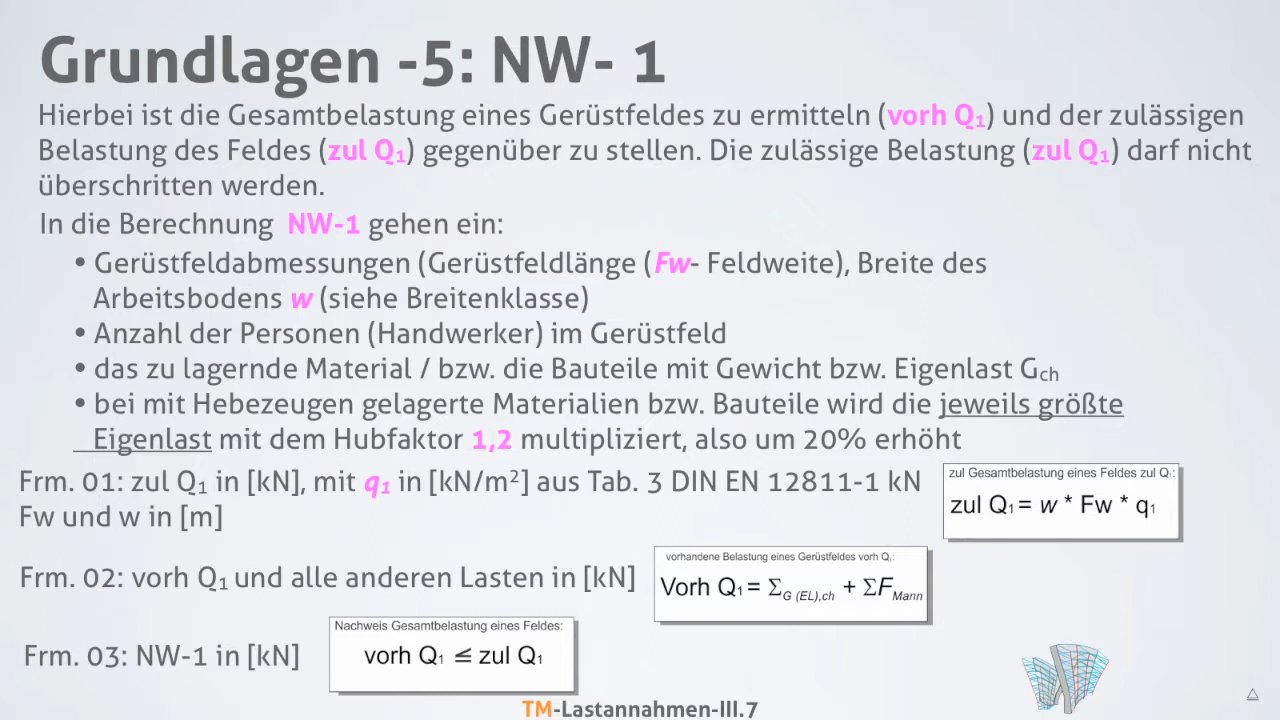 Grundlagen -5: NW- 1
Hierbei ist die Gesamtbelastung eines Gerüstfeldes zu ermitteln (vorh Q₁) und der zulässigen
Belastung des Feldes (zul Q₁) gegenüber zu stellen. Die zulässige Belastung (zul Q₁) darf nicht
überschritten werden.
In die Berechnung NW-1 gehen ein:
• Gerüstfeldabmessungen (Gerüstfeldlänge (Fw- Feldweite), Breite des
Arbeitsbodens w (siehe Breitenklasse)
• Anzahl der Personen (Handwerker) im Gerüstfeld
• das zu lagernde Material / bzw. die Bauteile mit Gewicht bzw. Eigenlast Gch
• bei mit Hebezeugen gelagerte Materialien bzw. Bauteile wird die jeweils größte
Eigenlast mit dem Hubfaktor 1,2 multipliziert, also um 20% erhöht
Frm. 01: zul Q₁ in [kN], mit q₁ in [kN/m²] aus Tab. 3 DIN EN 12811-1 kN
Fw und w in [m]
zul Gesamtbelastung eines Feldes zul Q₁:
zul Q₁ = w * Fw * q₁
Frm. 02: vorh Q₁ und alle anderen Lasten in [kN]
vorhandene Belastung eines Gerüstfeldes vorh Q₁:
Vorh Q₁ = ΣG (EL),ch + ΣFMann
Frm. 03: NW-1 in [kN]
Nachweis Gesamtbelastung eines Feldes:
vorh Q₁ ≦ zul Q₁
TM-Lastannahmen-III.7